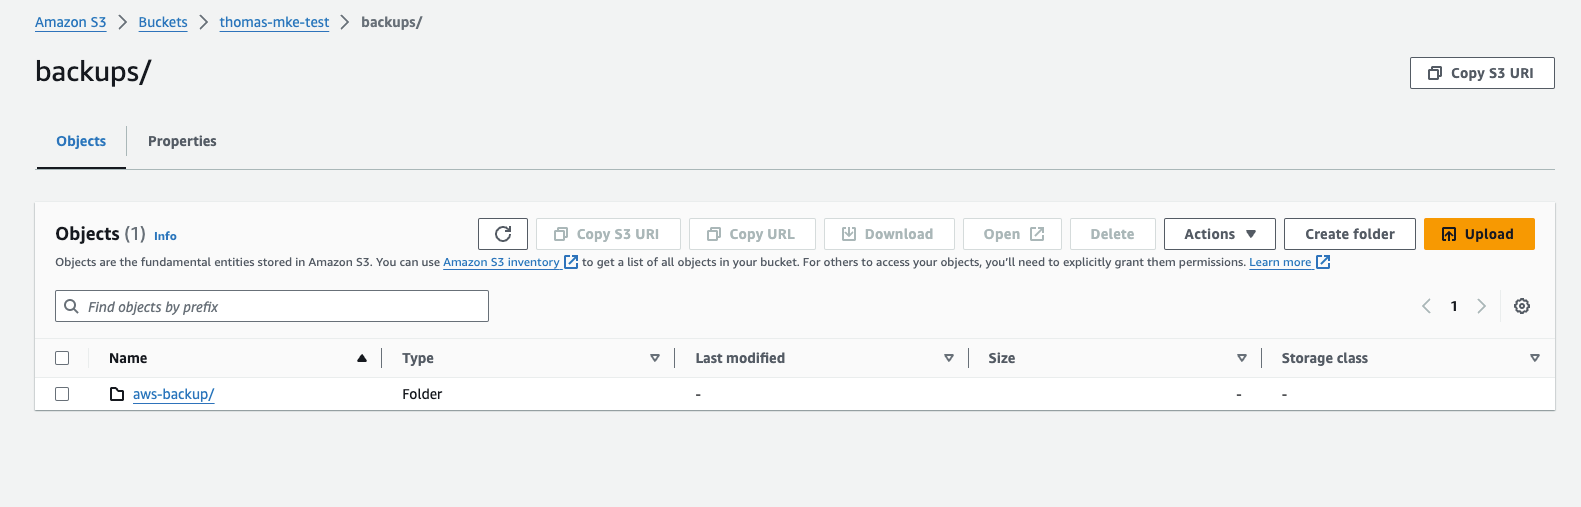 Amazon S3 > Buckets > thomas-mke-test > backups/
backups/
Copy S3 URI
Objects Properties
Objects (1) Info
Copy S3 URI Copy URL Download Open Delete Actions Create folder Upload
Objects are the fundamental entities stored in Amazon S3. You can use Amazon S3 inventory to get a list of all objects in your bucket. For others to access your objects, you’ll need to explicitly grant them permissions. Learn more
Find objects by prefix
1
Name Type Last modified Size Storage class
aws-backup/ Folder - - -